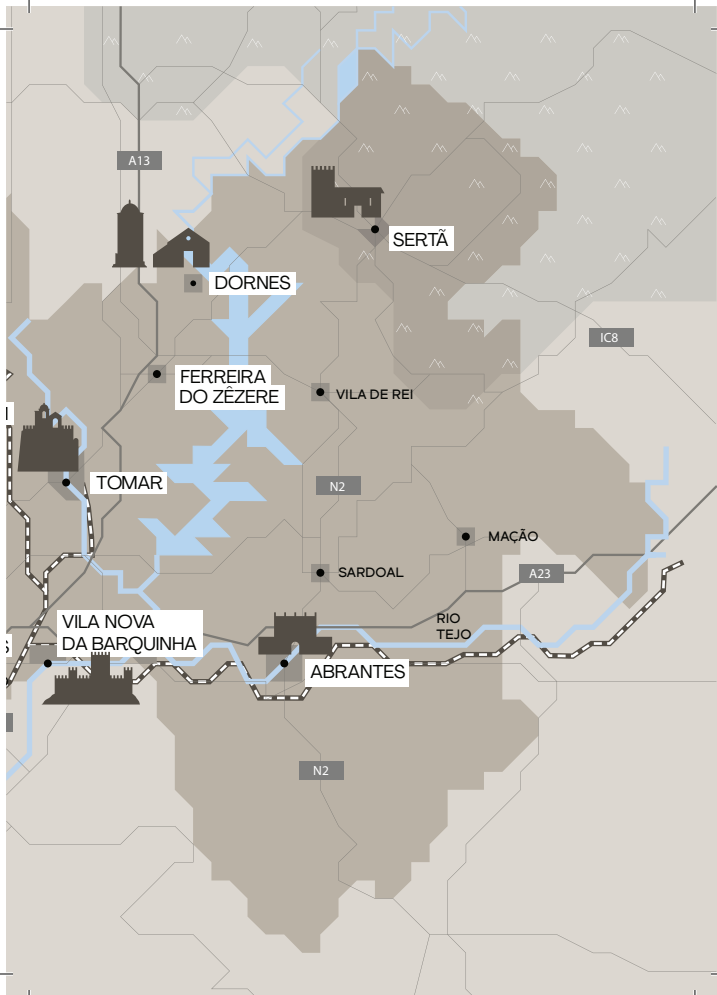 A13
SERTÃ
DORNES
IC8
FERREIRA
DO ZÊZERE
VILA DE REI
TOMAR
N2
MAÇÃO
SARDOAL
A23
VILA NOVA
DA BARQUINHA
RIO
TEJO
S
ABRANTES
N2